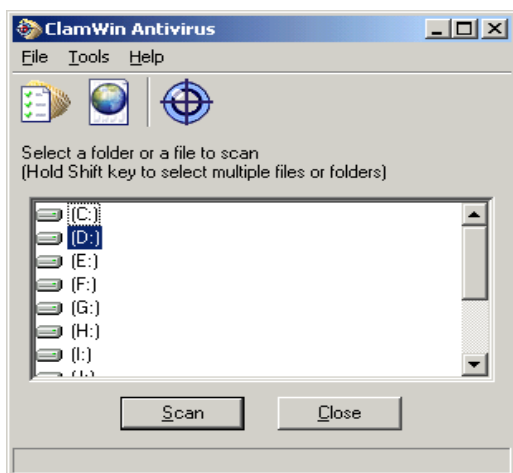 ClamWin Antivirus
File Tools Help
Select a folder or a file to scan
(Hold Shift key to select multiple files or folders)
(C:)
(D:)
(E:)
(F:)
(G:)
(H:)
(I:)
Scan Close